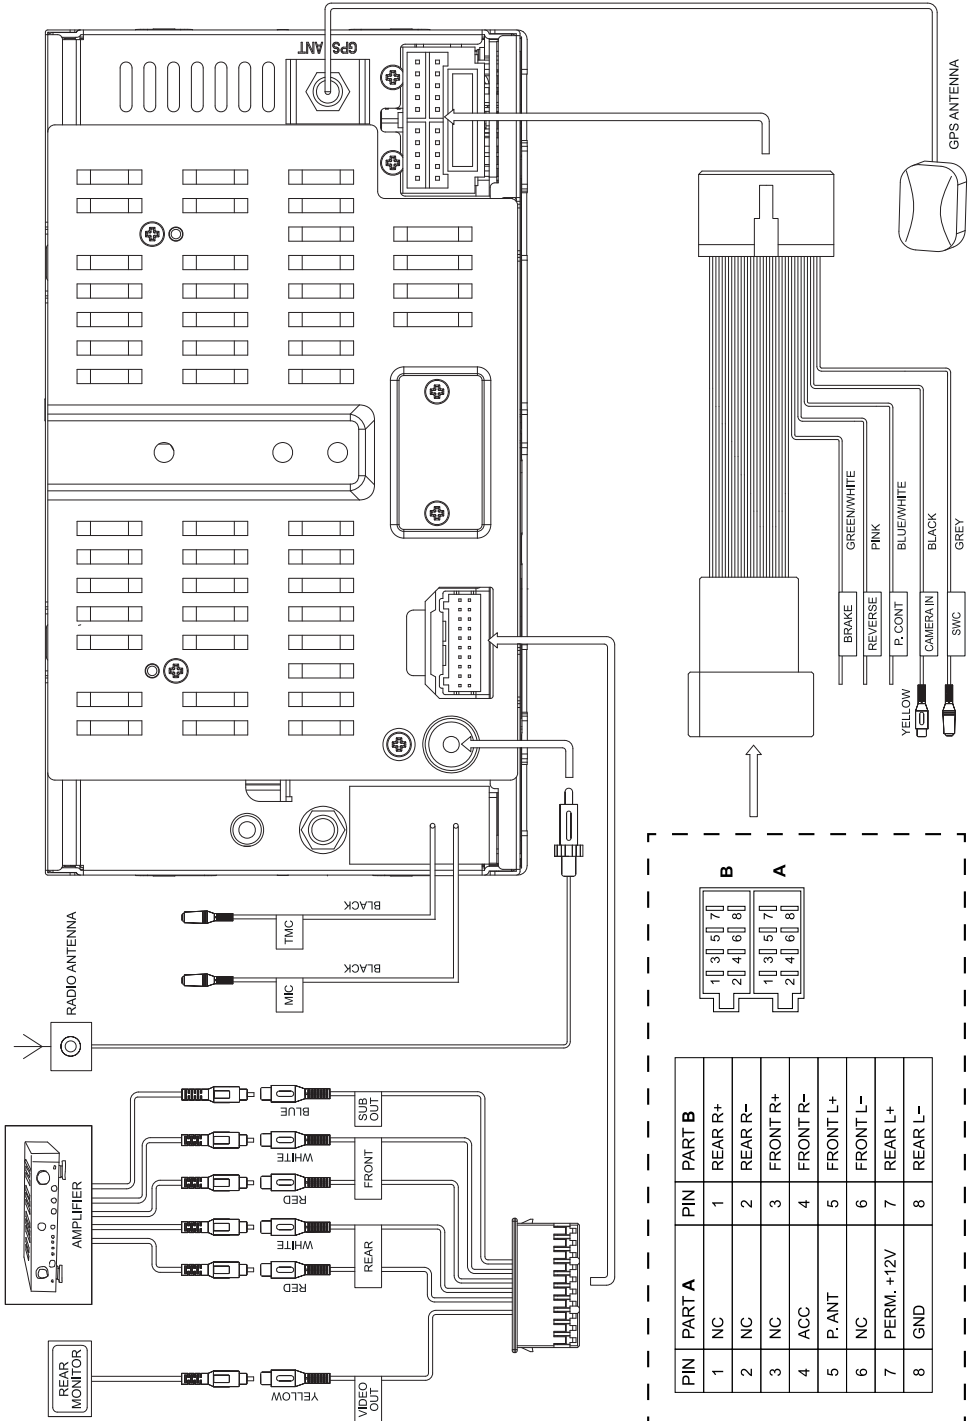 GPS ANT
GPS ANTENNA
RADIO ANTENNA
TMC
BLACK
MIC
BLACK
GREEN/WHITE
BRAKE
PINK
REVERSE
BLUE/WHITE
P. CONT
BLACK
CAMERA IN
YELLOW
GREY
SWC
AMPLIFIER
REAR
MONITOR
BLUE
SUB
OUT
WHITE
FRONT
RED
WHITE
REAR
RED
YELLOW
VIDEO
OUT
B
1 3 5 7
2 4 6 8
A
1 3 5 7
2 4 6 8
PIN PART A PIN PART B
1 NC 1 REAR R+
2 NC 2 REAR R−
3 NC 3 FRONT R+
4 ACC 4 FRONT R−
5 P. ANT 5 FRONT L+
6 NC 6 FRONT L−
7 PERM. +12V 7 REAR L+
8 GND 8 REAR L−